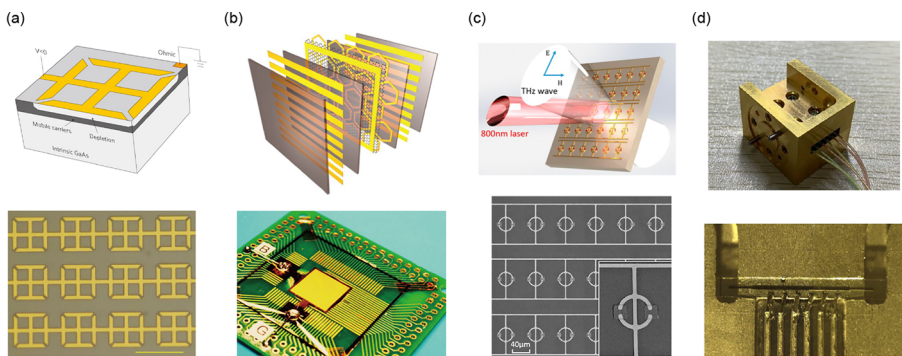 (a)
(b)
(c)
(d)
V<0
Ohmic
Mobile carriers
Depletion
Intrinsic GaAs
E
H
THz wave
800nm laser
B
G
40μm